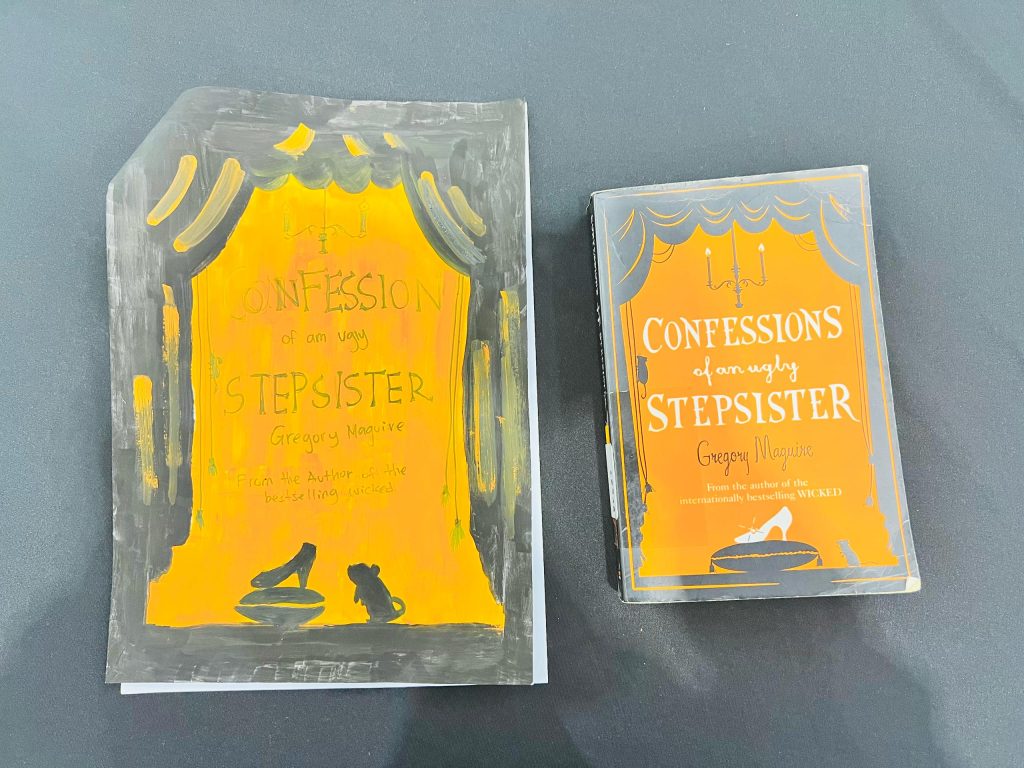 CONFESSION
of am ugly
STEPSISTER
Gregory Maguire
From the Author of the
bestselling wicked
CONFESSIONS
of an ugly
STEPSISTER
Gregory Maguire
From the author of the
internationally bestselling WICKED